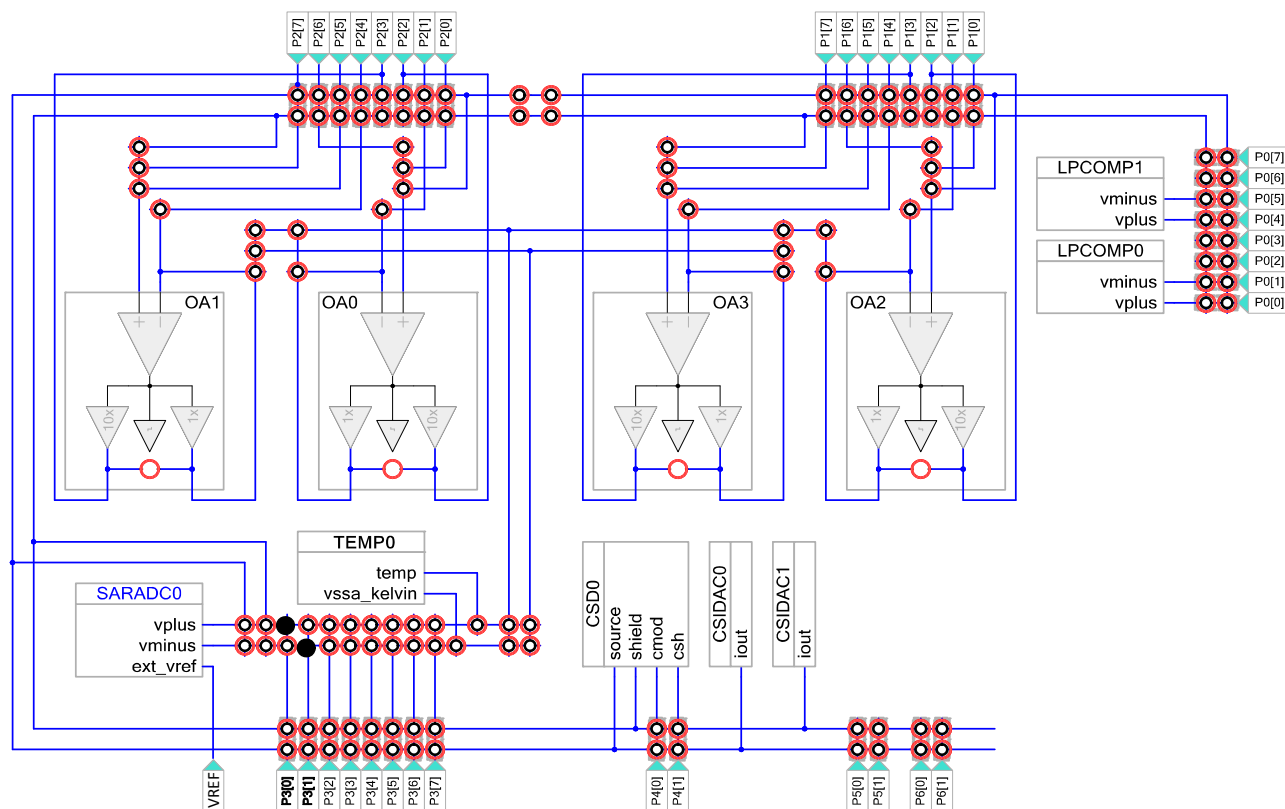 P2[7] P2[6] P2[5] P2[4] P2[3] P2[2] P2[1] P2[0] P1[7] P1[6] P1[5] P1[4] P1[3] P1[2] P1[1] P1[0]
LPCOMP1
vminus
vplus
LPCOMP0
vminus
vplus
P0[7]
P0[6]
P0[5]
P0[4]
P0[3]
P0[2]
P0[1]
P0[0]
OA1 OA0 OA3 OA2
+ − − + + − − +
10x 1x 1x 10x 10x 1x 1x 10x
TEMP0
temp
vssa_kelvin
SARADC0
vplus
vminus
ext_vref
CSD0
source
shield
cmod
csh
CSIDAC0
iout
CSIDAC1
iout
VREF P3[0] P3[1] P3[2] P3[3] P3[4] P3[5] P3[6] P3[7] P4[0] P4[1] P5[0] P5[1] P6[0] P6[1]